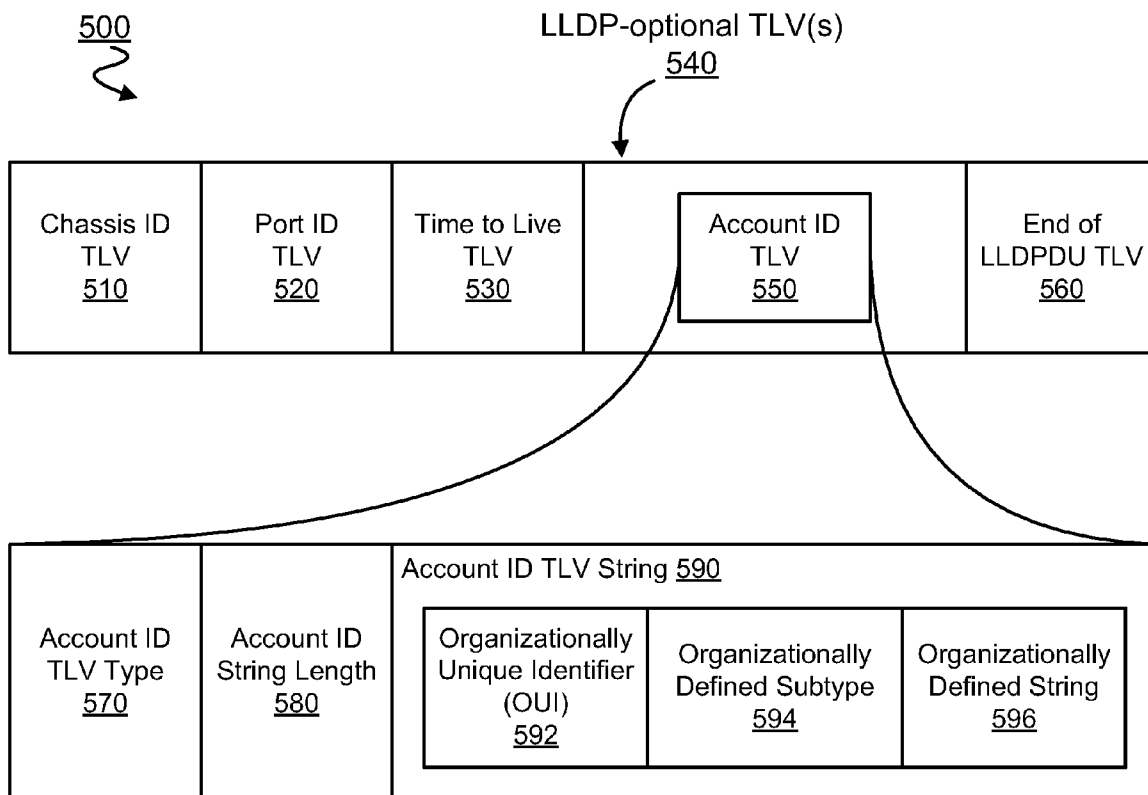 500
LLDP-optional TLV(s)
540
Chassis ID
TLV
510
Port ID
TLV
520
Time to Live
TLV
530
Account ID
TLV
550
End of
LLDPDU TLV
560
Account ID
TLV Type
570
Account ID
String Length
580
Account ID TLV String 590
Organizationally
Unique Identifier
(OUI)
592
Organizationally
Defined Subtype
594
Organizationally
Defined String
596